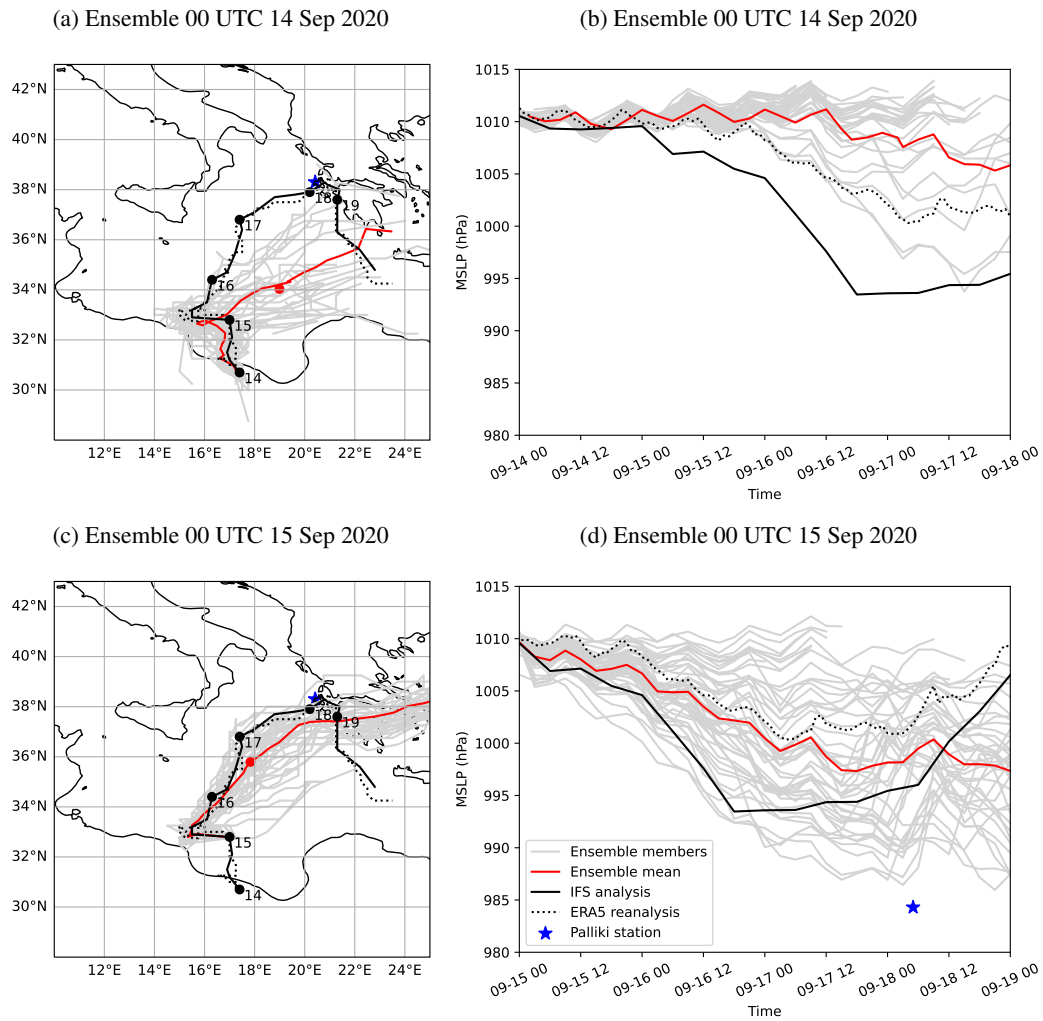 (a) Ensemble 00 UTC 14 Sep 2020
(b) Ensemble 00 UTC 14 Sep 2020
42°N
40°N
38°N
36°N
34°N
32°N
30°N
12°E
14°E
16°E
18°E
20°E
22°E
24°E
14
15
16
17
18
19
1015
1010
1005
1000
995
990
985
980
MSLP (hPa)
09-14 00
09-14 12
09-15 00
09-15 12
09-16 00
09-16 12
09-17 00
09-17 12
09-18 00
Time
(c) Ensemble 00 UTC 15 Sep 2020
(d) Ensemble 00 UTC 15 Sep 2020
42°N
40°N
38°N
36°N
34°N
32°N
30°N
12°E
14°E
16°E
18°E
20°E
22°E
24°E
14
15
16
17
18
19
1015
1010
1005
1000
995
990
985
980
MSLP (hPa)
Ensemble members
Ensemble mean
IFS analysis
ERA5 reanalysis
Palliki station
09-15 00
09-15 12
09-16 00
09-16 12
09-17 00
09-17 12
09-18 00
09-18 12
09-19 00
Time